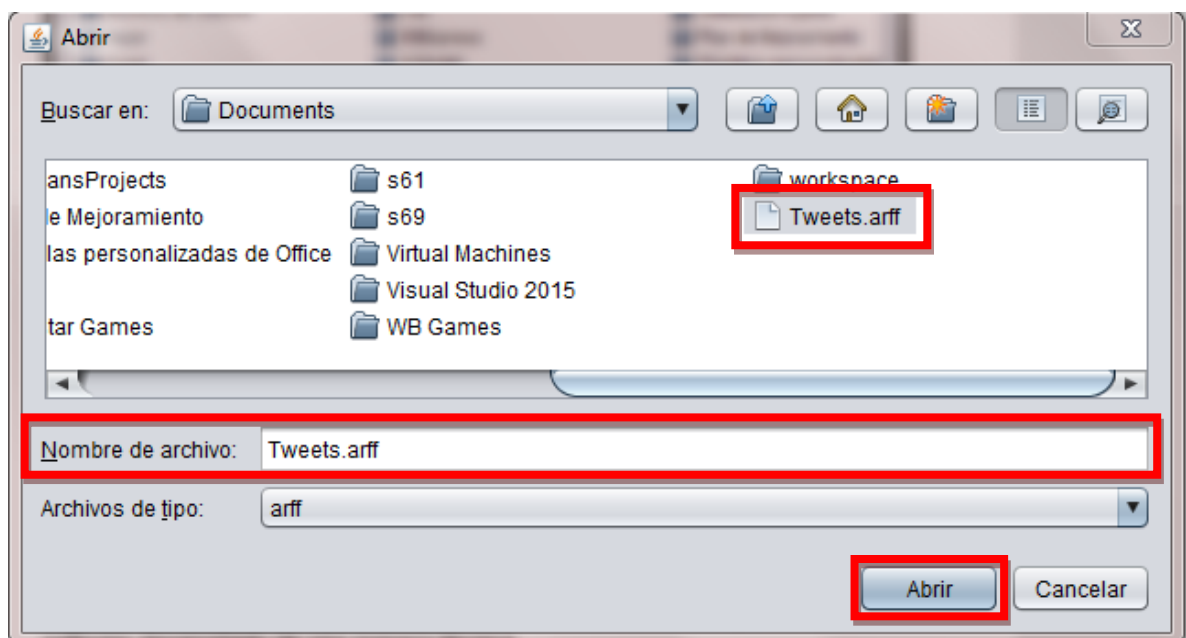 Abrir
Buscar en: Documents
ansProjects
le Mejoramiento
las personalizadas de Office
tar Games
s61
s69
Virtual Machines
Visual Studio 2015
WB Games
workspace
Tweets.arff
Nombre de archivo: Tweets.arff
Archivos de tipo: arff
Abrir Cancelar